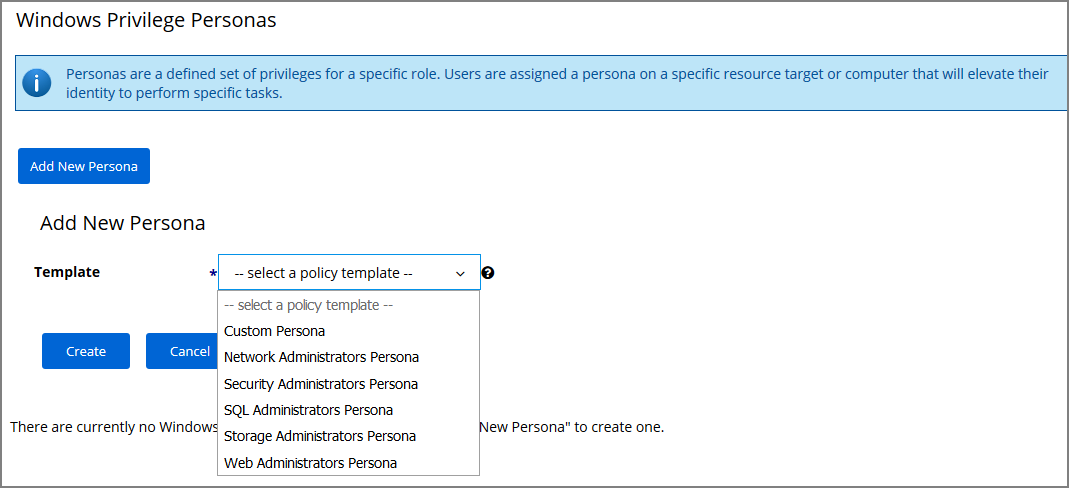 Windows Privilege Personas
Personas are a defined set of privileges for a specific role. Users are assigned a persona on a specific resource target or computer that will elevate their
identity to perform specific tasks.
Add New Persona
Add New Persona
Template * -- select a policy template --
-- select a policy template --
Custom Persona
Create Cancel
Network Administrators Persona
Security Administrators Persona
SQL Administrators Persona
There are currently no Windows New Persona" to create one.
Storage Administrators Persona
Web Administrators Persona